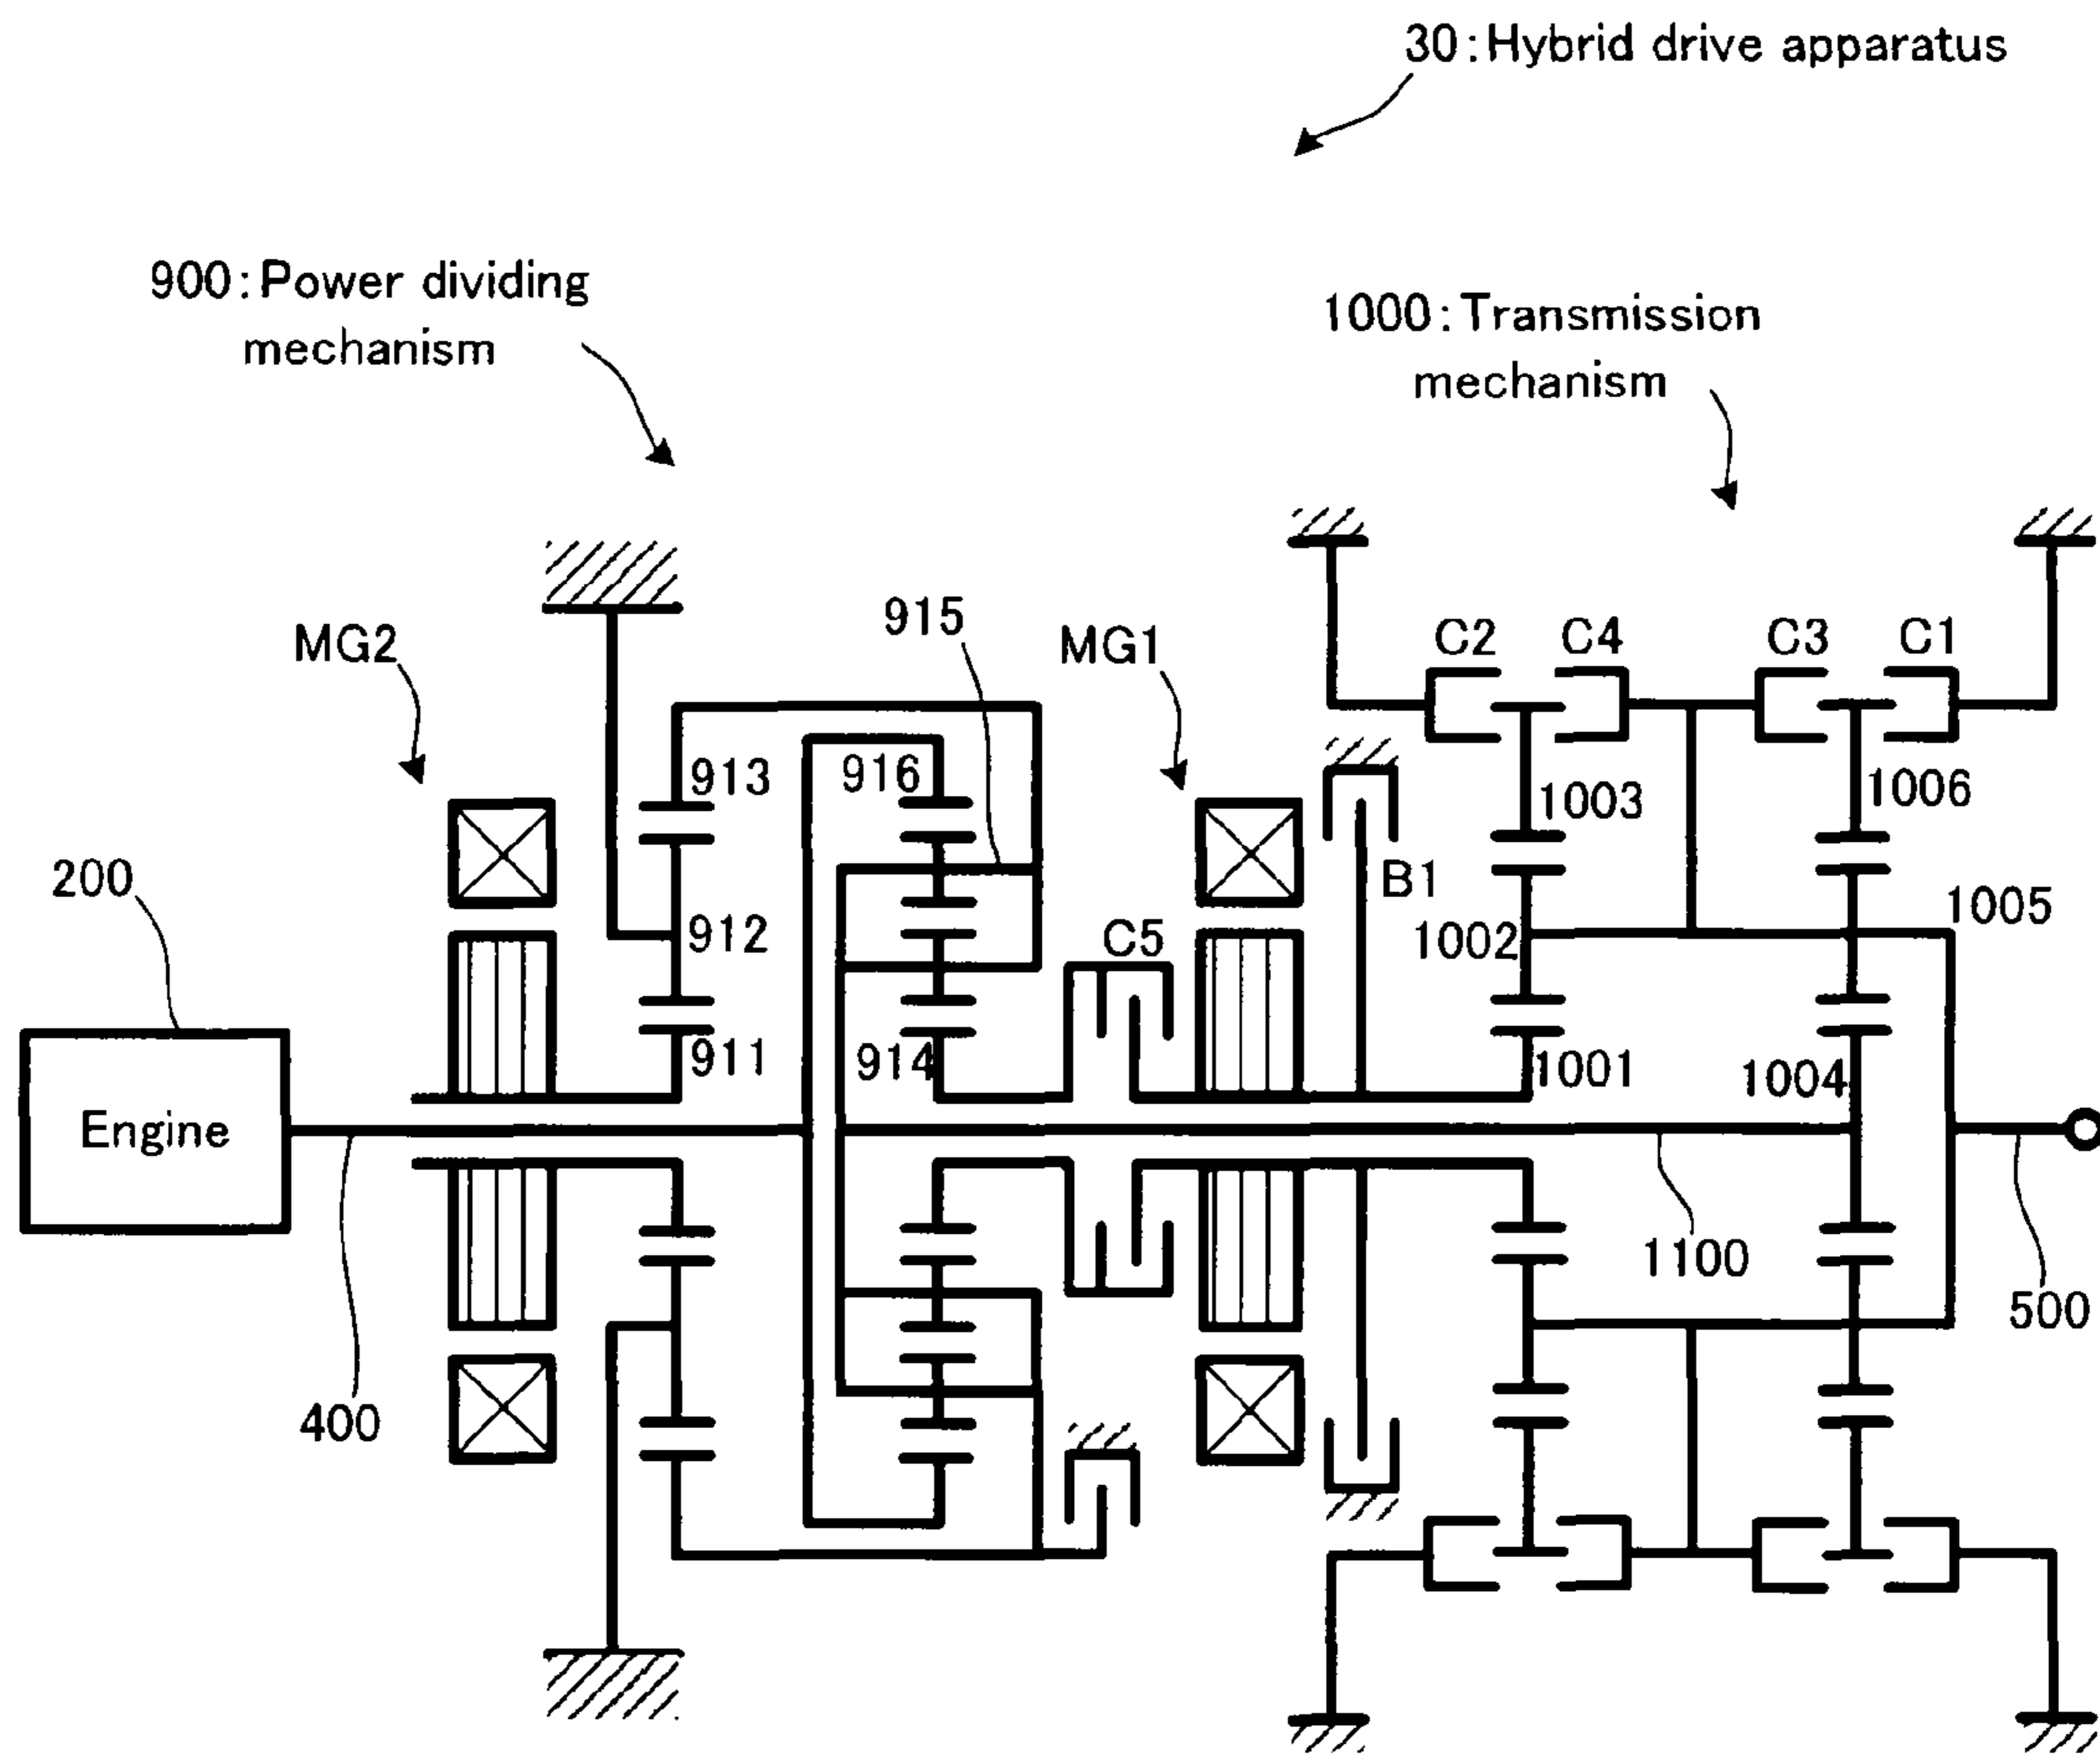 30:Hybrid drive apparatus
900:Power dividing
mechanism
1000:Transmission
mechanism
915
MG2
MG1
C2
C4
C3
C1
913
916
1003
1006
200
B1
1005
912
C5
1002
911
914
1001
1004
Engine
1100
500
400